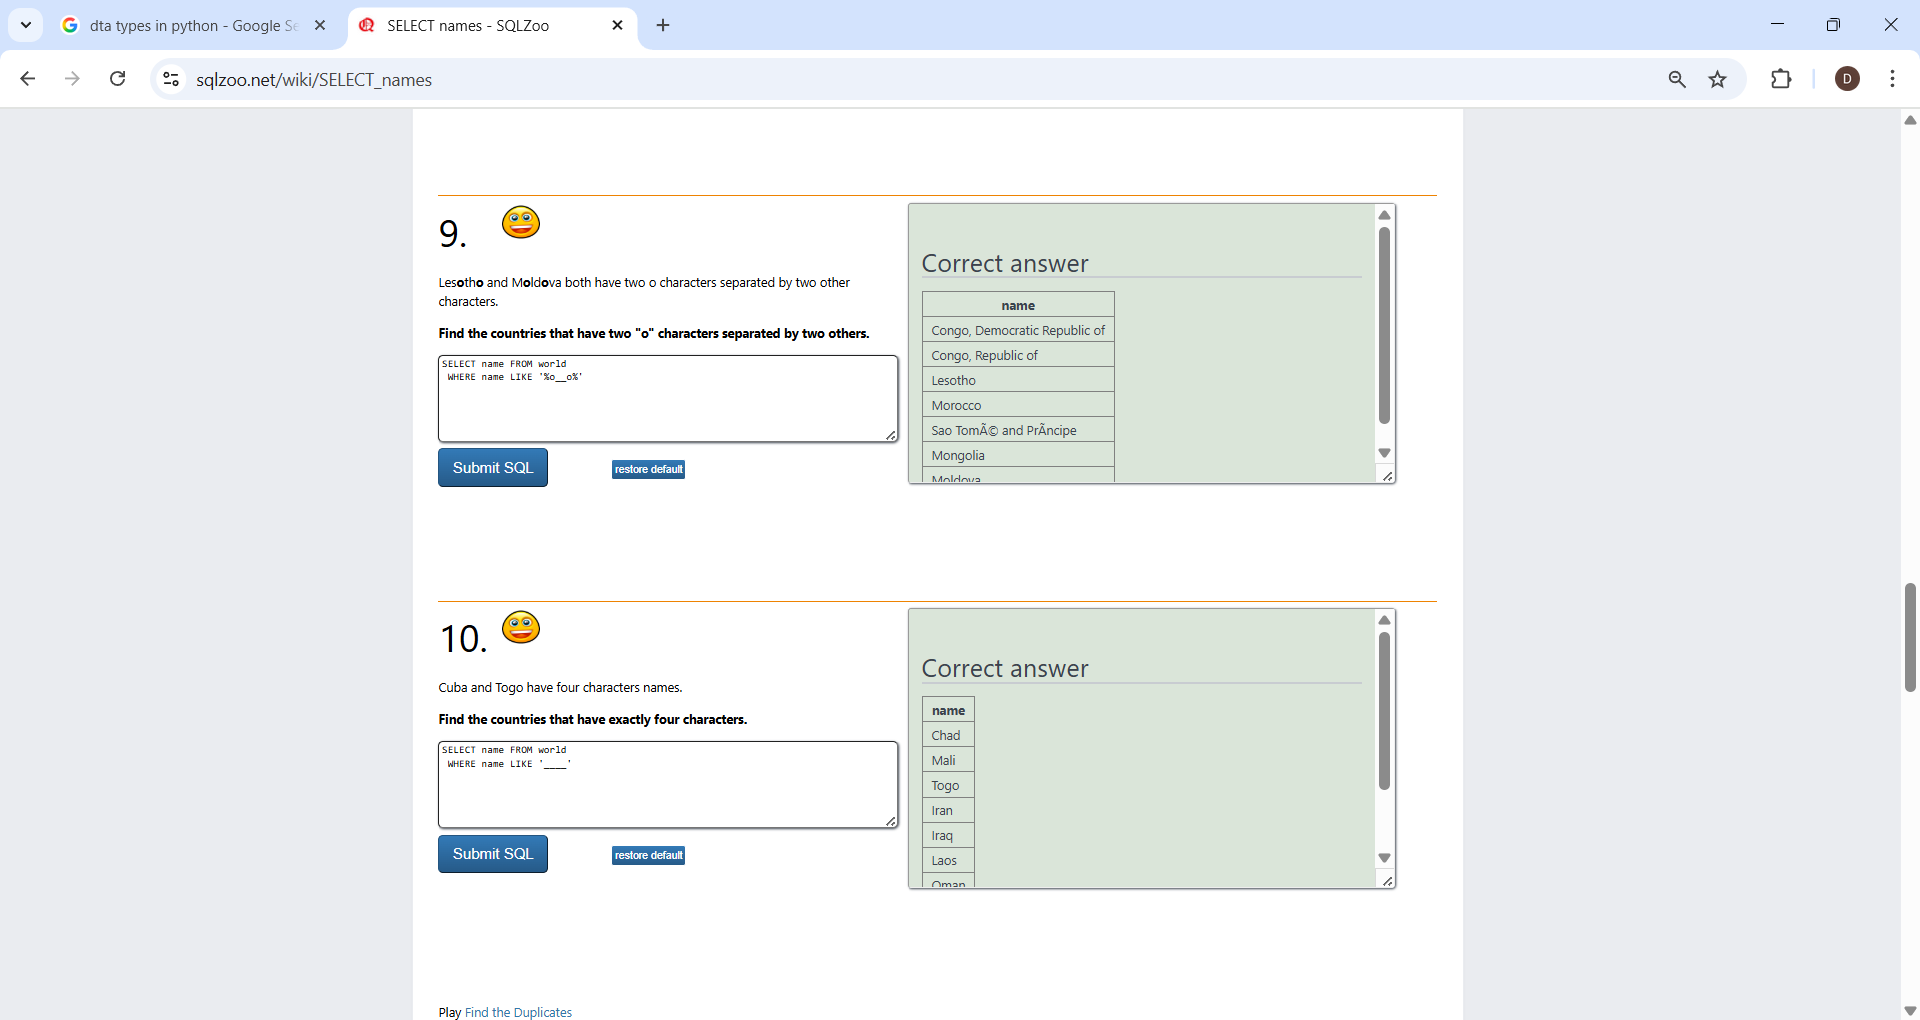 dta types in python - Google Se
SELECT names - SQLZoo
sqlzoo.net/wiki/SELECT_names
D
9.
Lesotho and Moldova both have two o characters separated by two other
characters.
Find the countries that have two "o" characters separated by two others.
SELECT name FROM world
WHERE name LIKE '%o__o%'
Submit SQL
restore default
Correct answer
name
Congo, Democratic Republic of
Congo, Republic of
Lesotho
Morocco
Sao TomÃ© and PrÃncipe
Mongolia
Moldova
10.
Cuba and Togo have four characters names.
Find the countries that have exactly four characters.
SELECT name FROM world
WHERE name LIKE '____'
Submit SQL
restore default
Correct answer
name
Chad
Mali
Togo
Iran
Iraq
Laos
Oman
Play Find the Duplicates